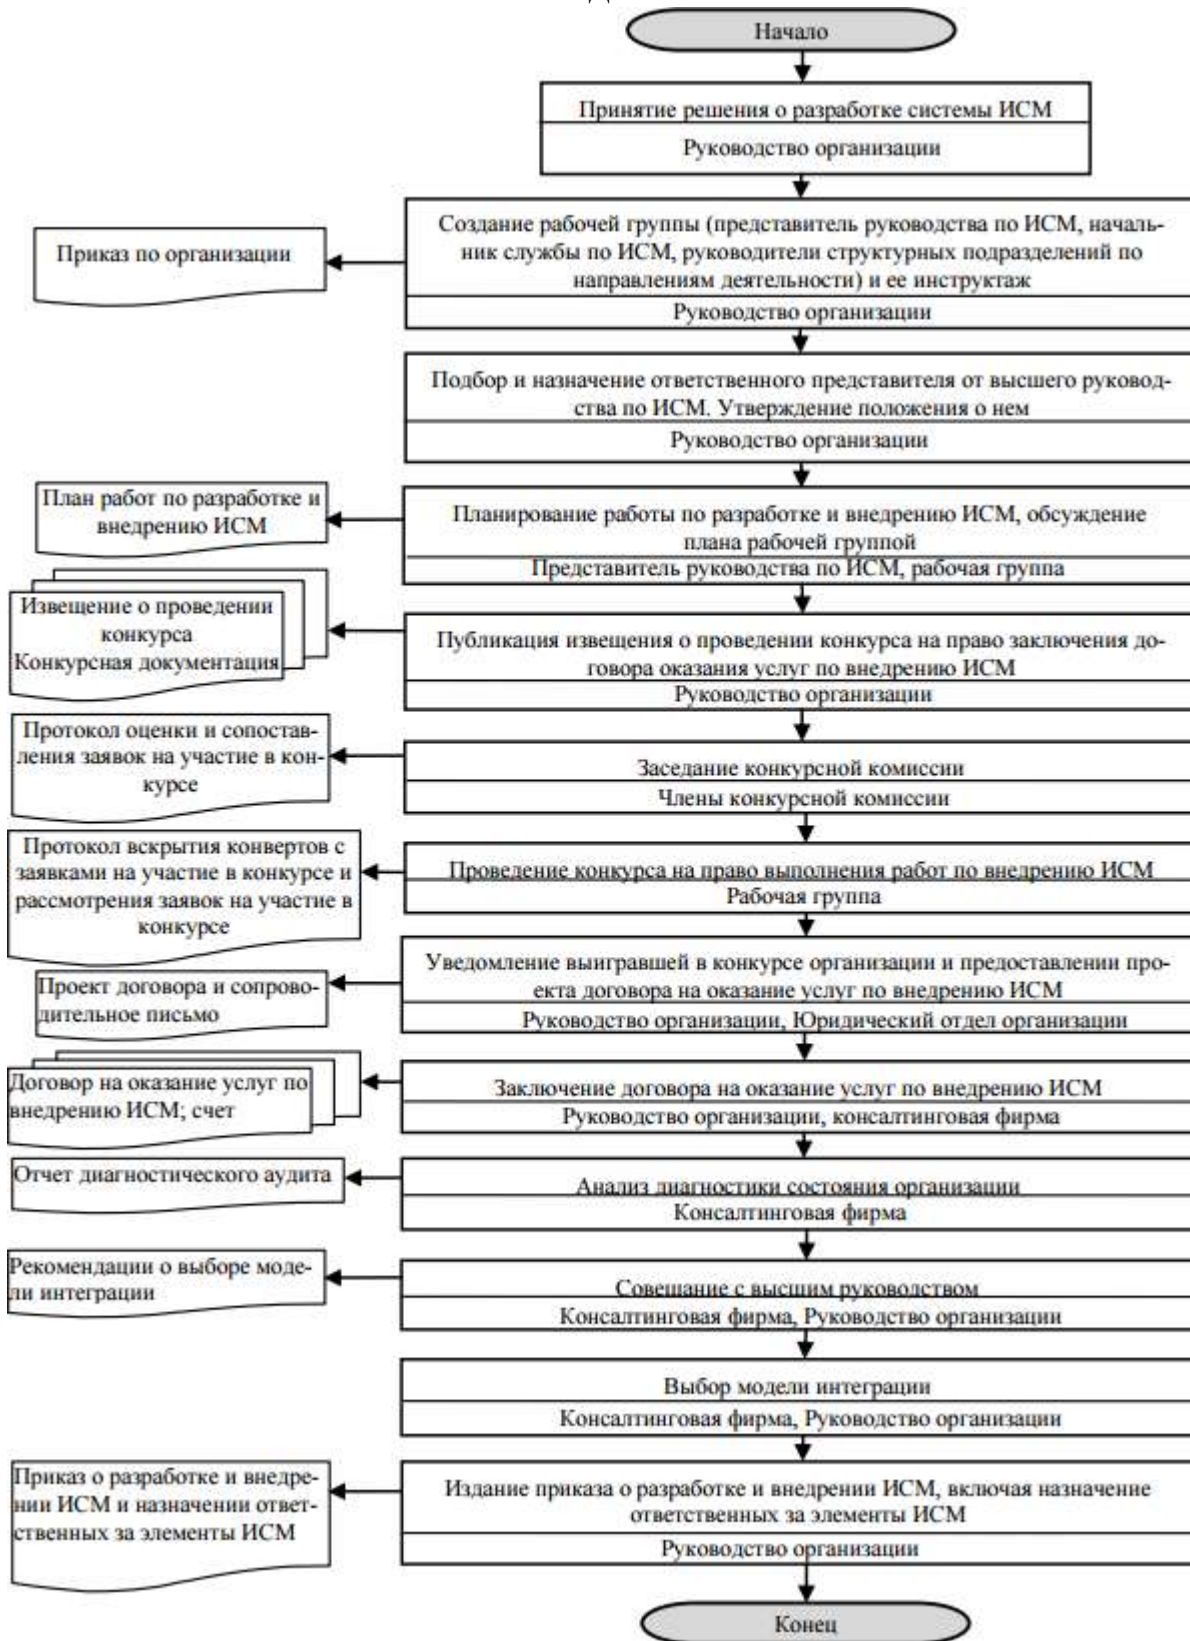 Начало
Принятие решения о разработке системы ИСМ
Руководство организации
Создание рабочей группы (представитель руководства по ИСМ, началь-
ник службы по ИСМ, руководители структурных подразделений по
направлениям деятельности) и ее инструктаж
Руководство организации
Приказ по организации
Подбор и назначение ответственного представителя от высшего руковод-
ства по ИСМ. Утверждение положения о нем
Руководство организации
План работ по разработке и
внедрению ИСМ
Планирование работы по разработке и внедрению ИСМ, обсуждение
плана рабочей группой
Представитель руководства по ИСМ, рабочая группа
Извещение о проведении
конкурса
Конкурсная документация
Публикация извещения о проведении конкурса на право заключения до-
говора оказания услуг по внедрению ИСМ
Руководство организации
Протокол оценки и сопостав-
ления заявок на участие в кон-
курсе
Заседание конкурсной комиссии
Члены конкурсной комиссии
Протокол вскрытия конвертов с
заявками на участие в конкурсе и
рассмотрения заявок на участие в
конкурсе
Проведение конкурса на право выполнения работ по внедрению ИСМ
Рабочая группа
Уведомление выигравшей в конкурсе организации и предоставлении про-
екта договора на оказание услуг по внедрению ИСМ
Руководство организации, Юридический отдел организации
Проект договора и сопрово-
дительное письмо
Договор на оказание услуг по
внедрению ИСМ; счет
Заключение договора на оказание услуг по внедрению ИСМ
Руководство организации, консалтинговая фирма
Отчет диагностического аудита
Анализ диагностики состояния организации
Консалтинговая фирма
Рекомендации о выборе моде-
ли интеграции
Совещание с высшим руководством
Консалтинговая фирма, Руководство организации
Выбор модели интеграции
Консалтинговая фирма, Руководство организации
Приказ о разработке и внедре-
нии ИСМ и назначении ответ-
ственных за элементы ИСМ
Издание приказа о разработке и внедрении ИСМ, включая назначение
ответственных за элементы ИСМ
Руководство организации
Конец